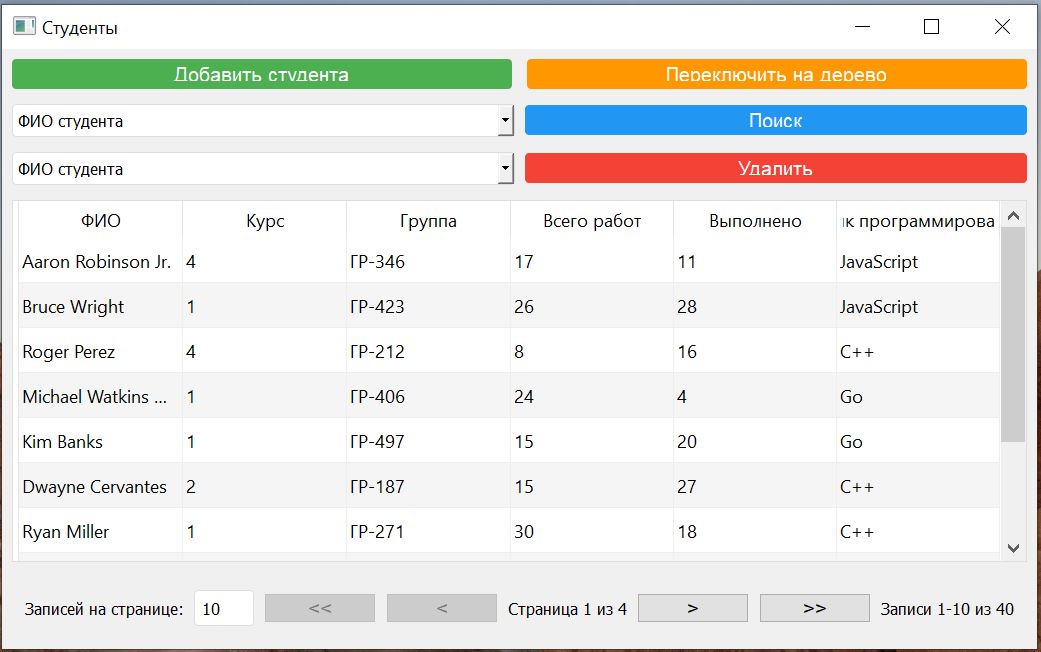 Студенты
Добавить студента Переключить на дерево
ФИО студента Поиск
ФИО студента Удалить
ФИО Курс Группа Всего работ Выполнено к программирова
Aaron Robinson Jr. 4 ГР-346 17 11 JavaScript
Bruce Wright 1 ГР-423 26 28 JavaScript
Roger Perez 4 ГР-212 8 16 C++
Michael Watkins ... 1 ГР-406 24 4 Go
Kim Banks 1 ГР-497 15 20 Go
Dwayne Cervantes 2 ГР-187 15 27 C++
Ryan Miller 1 ГР-271 30 18 C++
Записей на странице: 10 << < Страница 1 из 4 > >> Записи 1-10 из 40